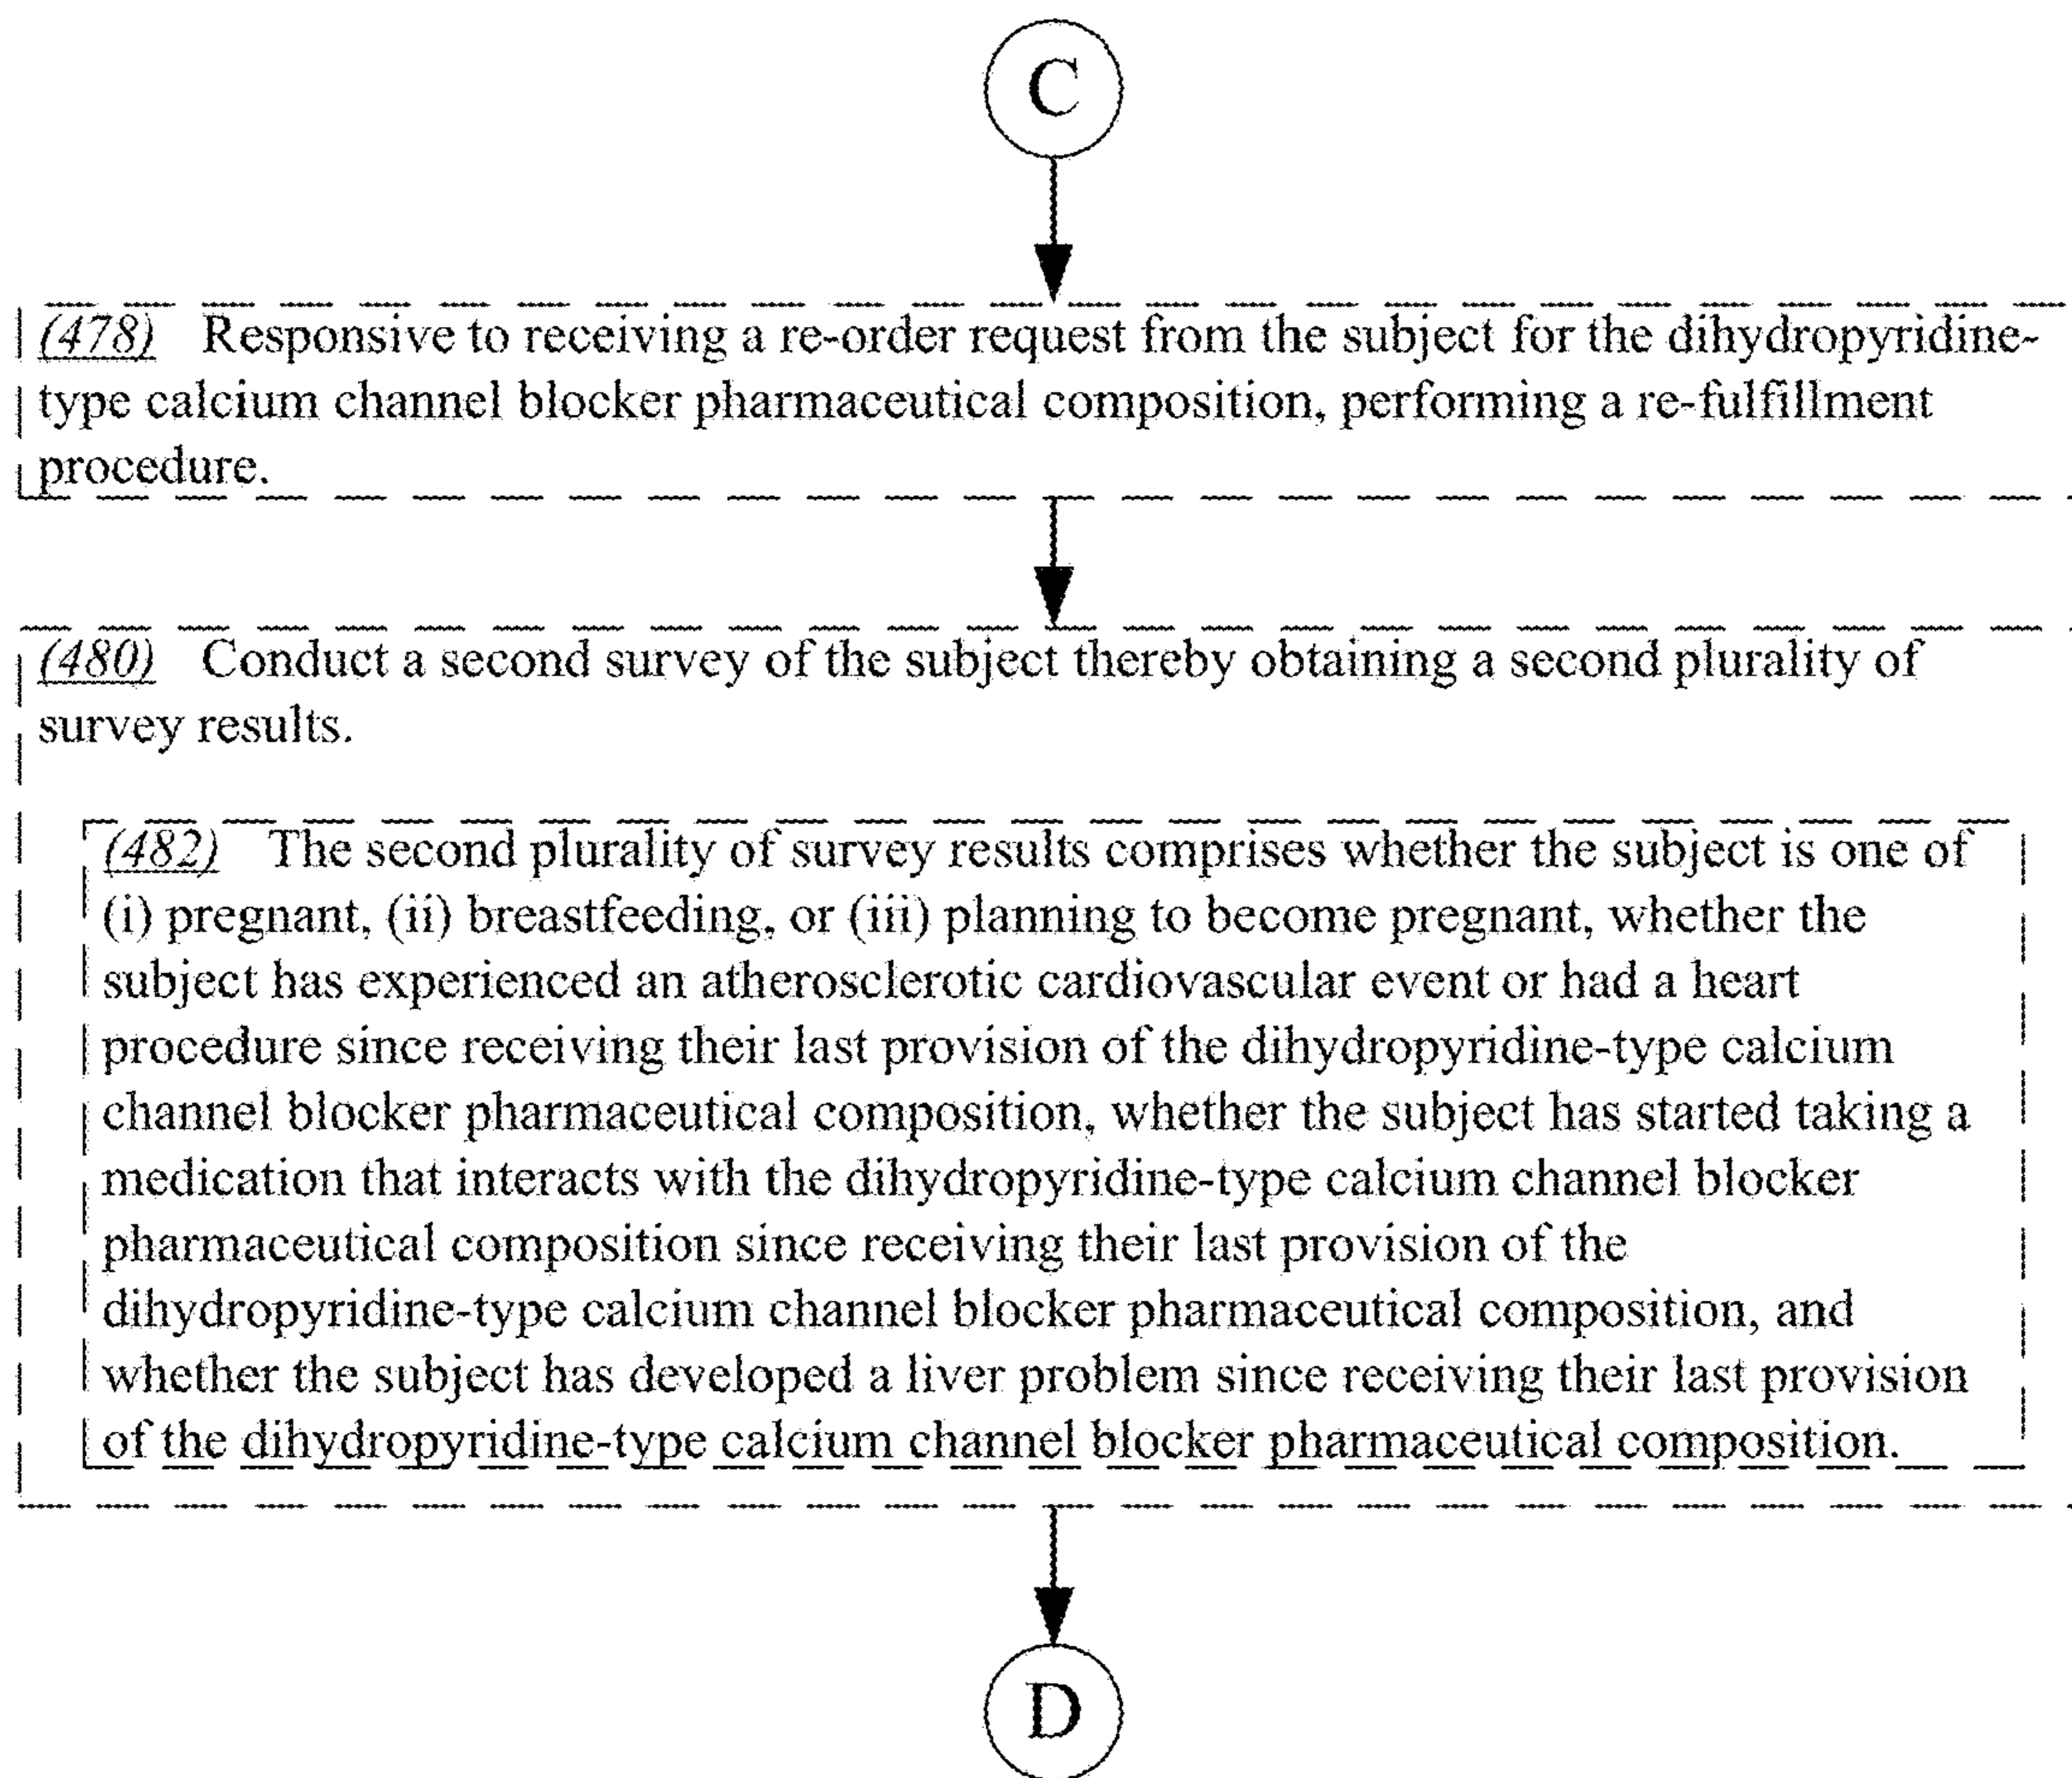 C
(478) Responsive to receiving a re-order request from the subject for the dihydropyridine-
type calcium channel blocker pharmaceutical composition, performing a re-fulfillment
procedure.
(480) Conduct a second survey of the subject thereby obtaining a second plurality of
survey results.
(482) The second plurality of survey results comprises whether the subject is one of
(i) pregnant, (ii) breastfeeding, or (iii) planning to become pregnant, whether the
subject has experienced an atherosclerotic cardiovascular event or had a heart
procedure since receiving their last provision of the dihydropyridine-type calcium
channel blocker pharmaceutical composition, whether the subject has started taking a
medication that interacts with the dihydropyridine-type calcium channel blocker
pharmaceutical composition since receiving their last provision of the
dihydropyridine-type calcium channel blocker pharmaceutical composition, and
whether the subject has developed a liver problem since receiving their last provision
of the dihydropyridine-type calcium channel blocker pharmaceutical composition.
D